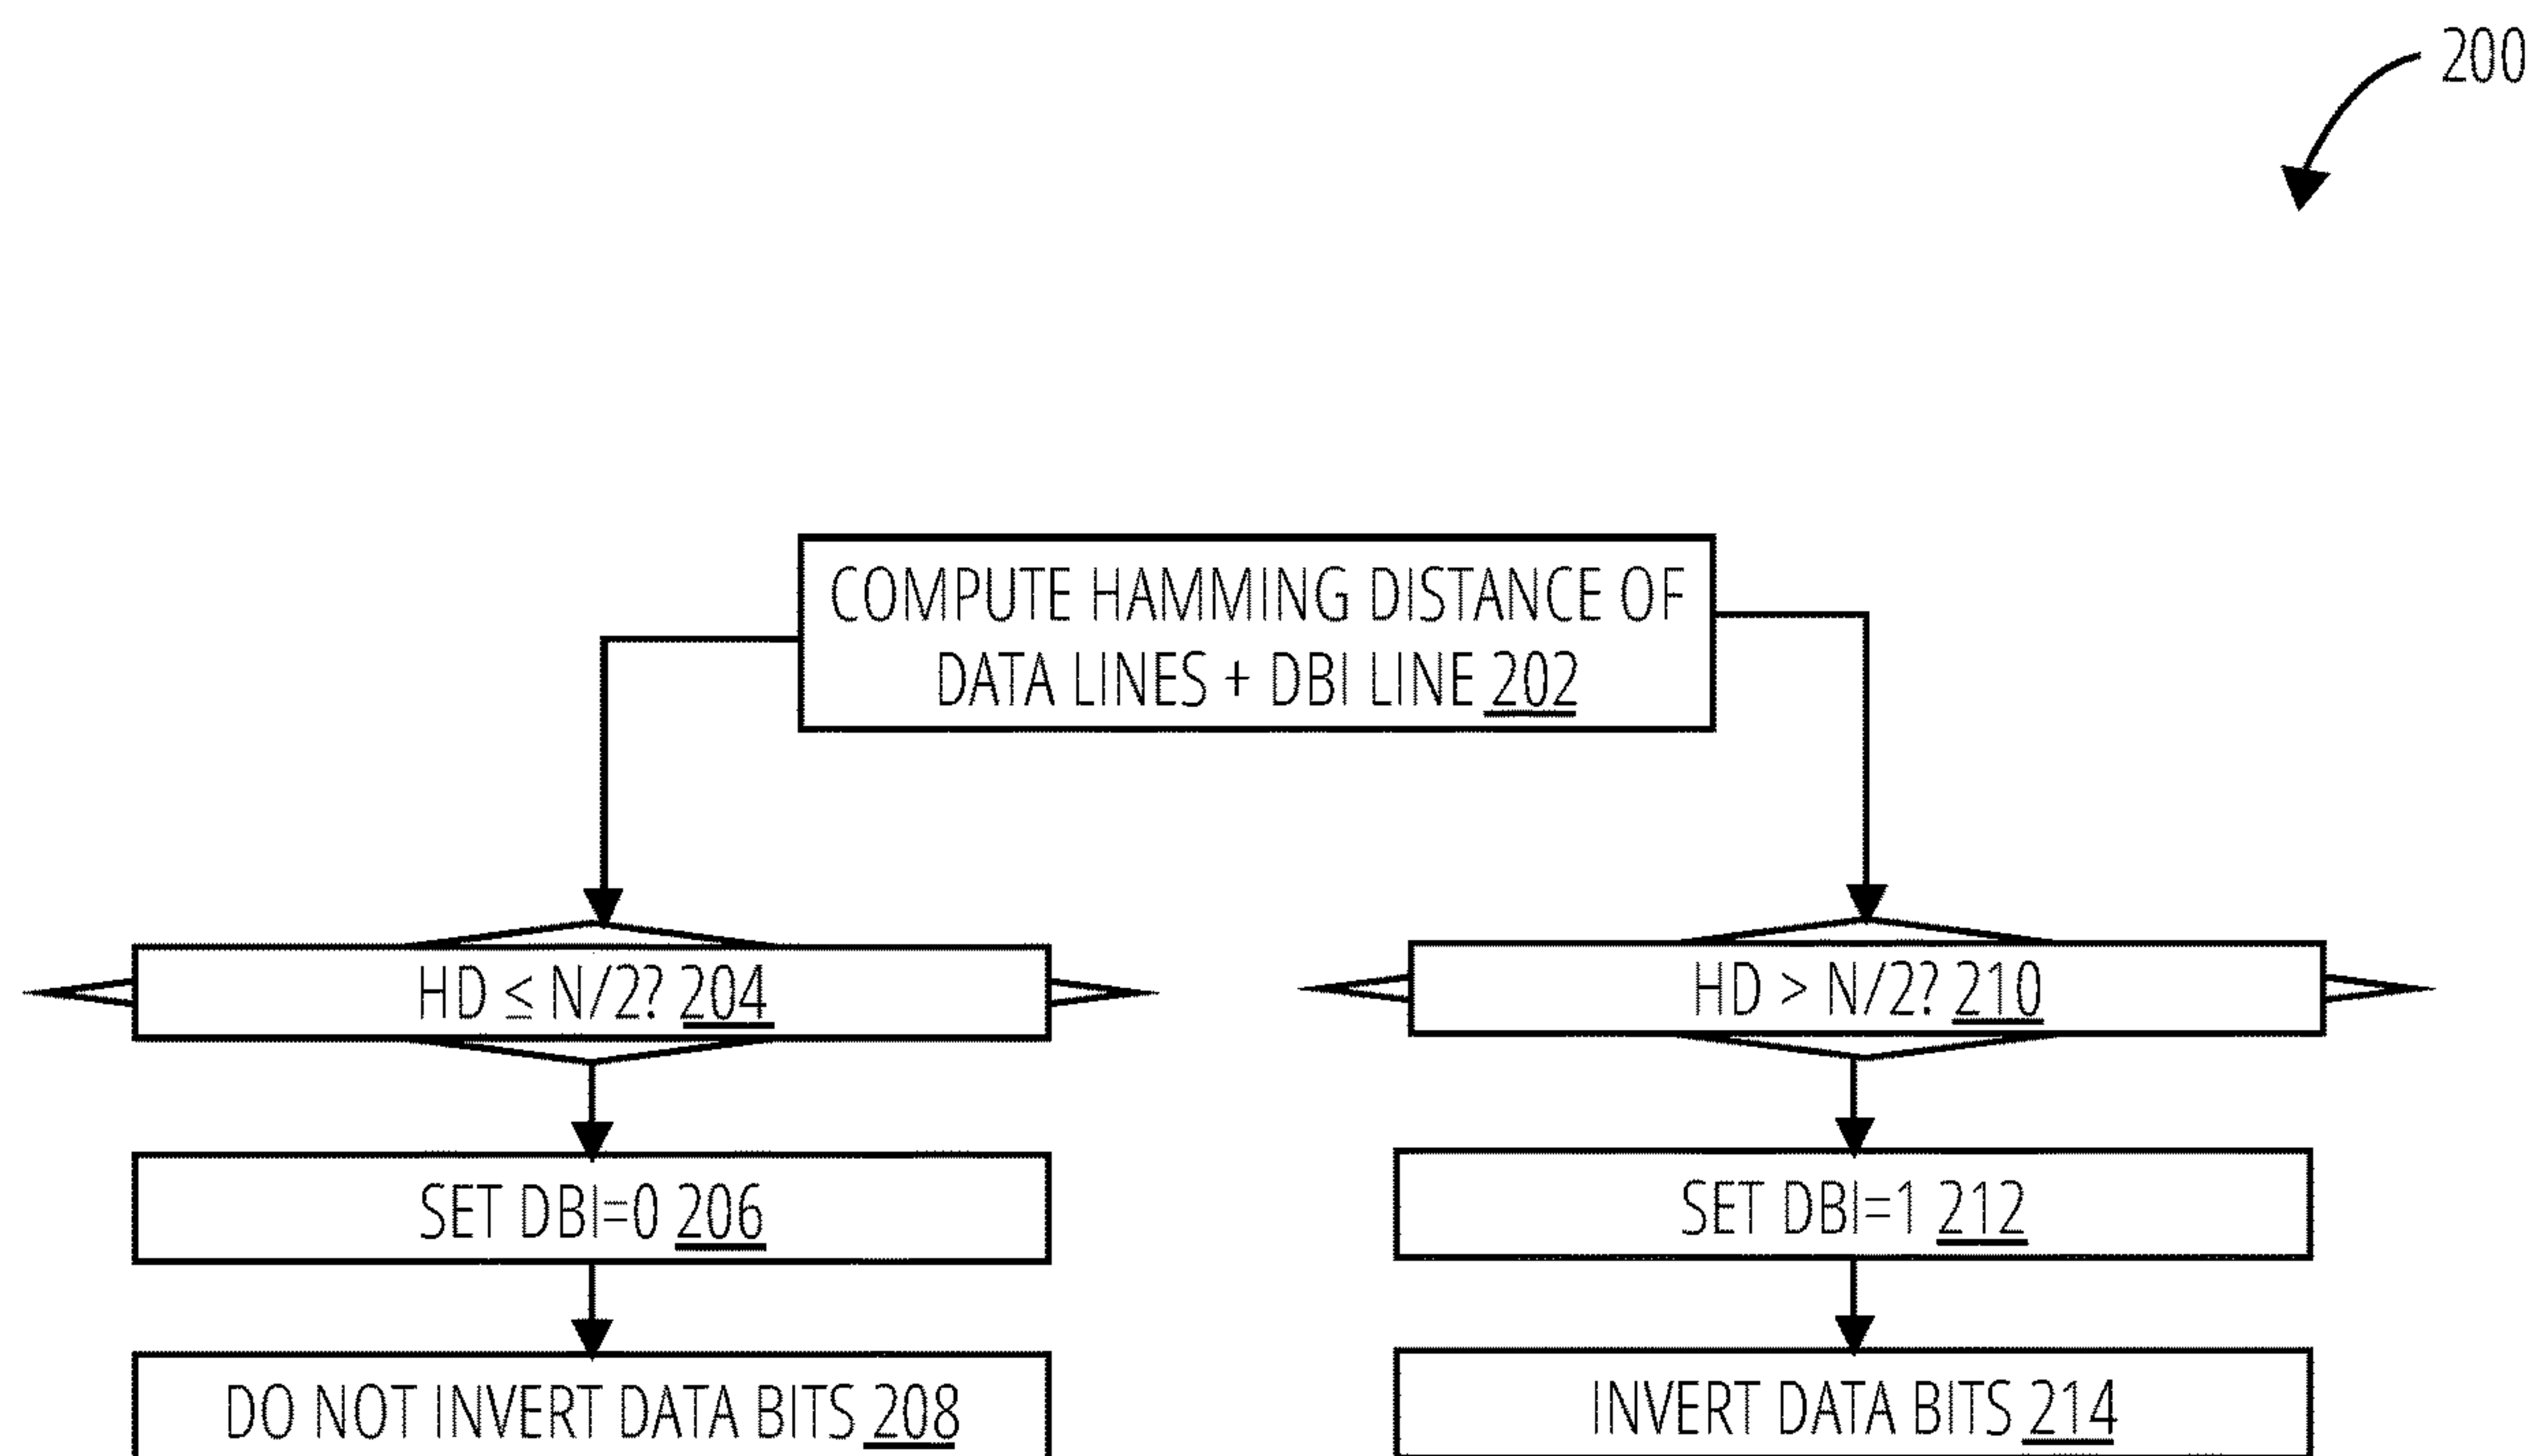 200
COMPUTE HAMMING DISTANCE OF
DATA LINES + DBI LINE 202
HD ≤ N/2? 204
HD > N/2? 210
SET DBI=0 206
SET DBI=1 212
DO NOT INVERT DATA BITS 208
INVERT DATA BITS 214